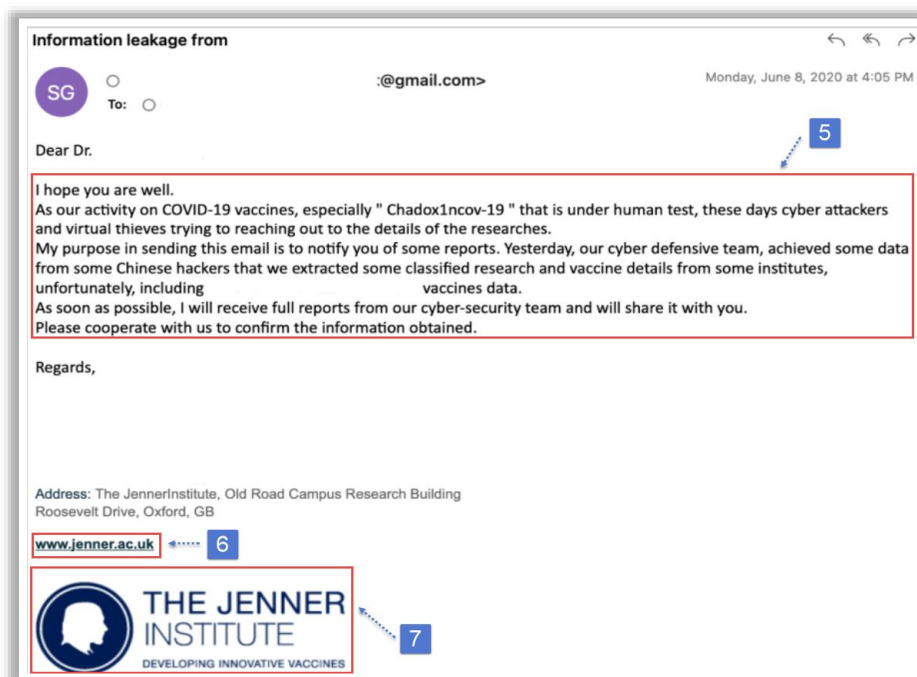 Information leakage from
SG
:@gmail.com>
Monday, June 8, 2020 at 4:05 PM
To:
5
Dear Dr.
I hope you are well.
As our activity on COVID-19 vaccines, especially " Chadox1ncov-19 " that is under human test, these days cyber attackers
and virtual thieves trying to reaching out to the details of the researches.
My purpose in sending this email is to notify you of some reports. Yesterday, our cyber defensive team, achieved some data
from some Chinese hackers that we extracted some classified research and vaccine details from some institutes,
unfortunately, including vaccines data.
As soon as possible, I will receive full reports from our cyber-security team and will share it with you.
Please cooperate with us to confirm the information obtained.
Regards,
Address: The JennerInstitute, Old Road Campus Research Building
Roosevelt Drive, Oxford, GB
www.jenner.ac.uk
6
THE JENNER
INSTITUTE
DEVELOPING INNOVATIVE VACCINES
7